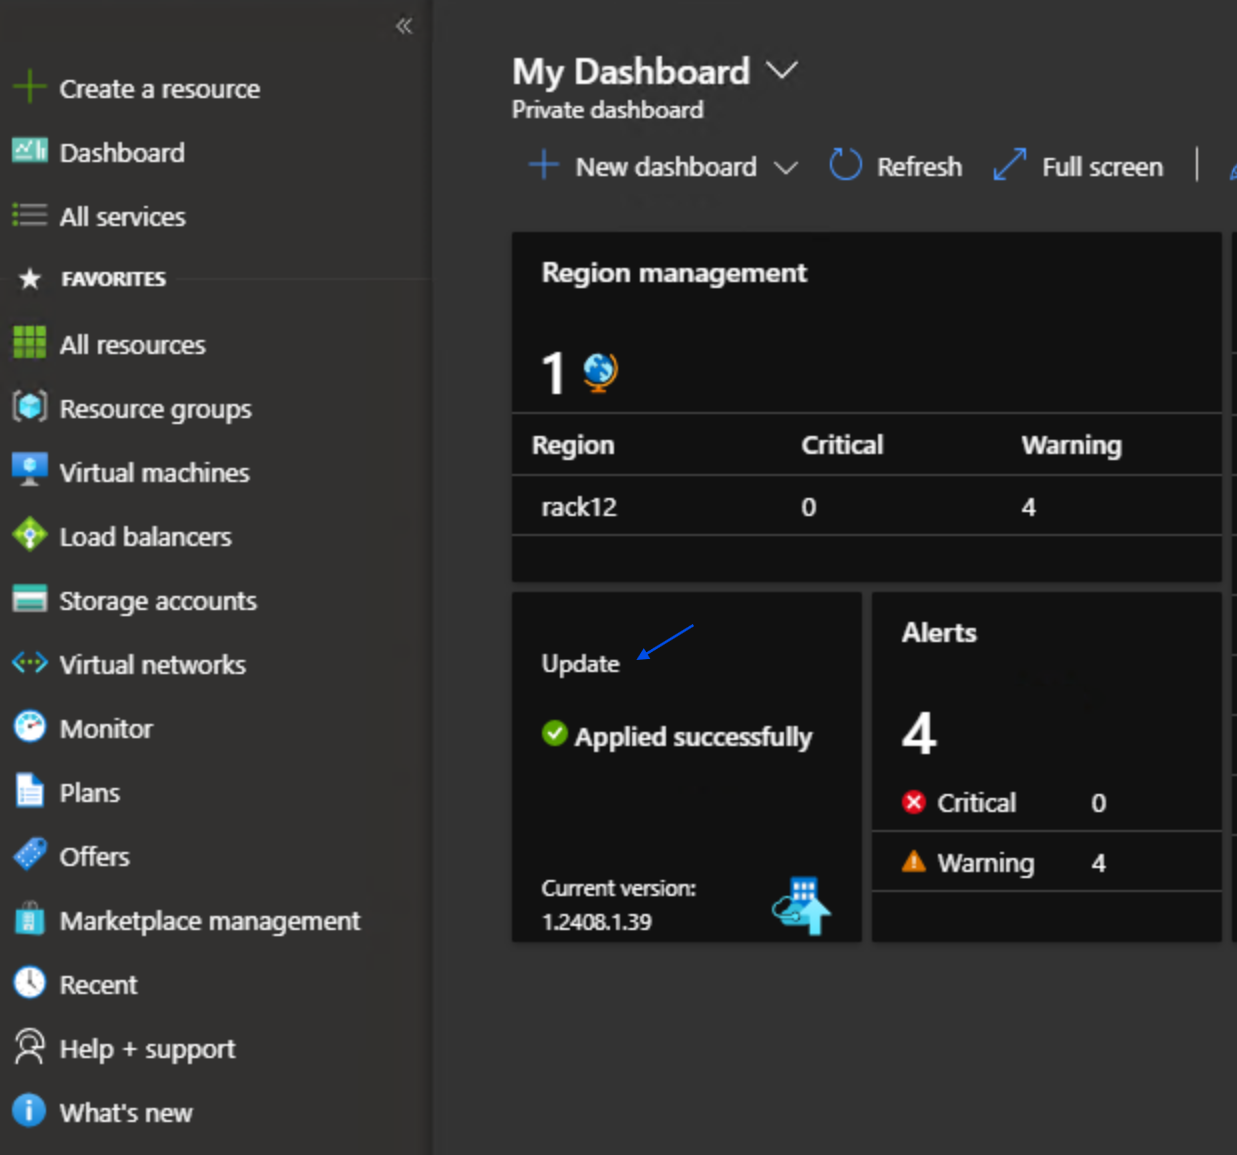 Create a resource
Dashboard
All services
FAVORITES
All resources
Resource groups
Virtual machines
Load balancers
Storage accounts
Virtual networks
Monitor
Plans
Offers
Marketplace management
Recent
Help + support
What's new
My Dashboard
Private dashboard
New dashboard Refresh Full screen
Region management
1
Region Critical Warning
rack12 0 4
Update
Applied successfully
Current version:
1.2408.1.39
Alerts
4
Critical 0
Warning 4